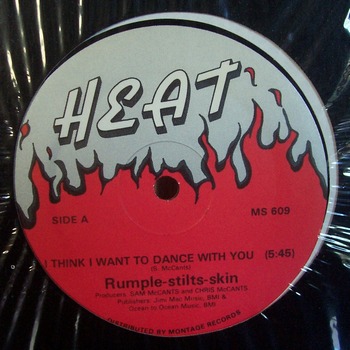 HEAT
SIDE A
MS 609
I THINK I WANT TO DANCE WITH YOU (5:45)
(S. McCants)
Rumple-stilts-skin
Producers: SAM McCANTS and CHRIS McCANTS
Publishers: Jimi Mac Music, BMI &
Ocean to Ocean Music, BMI
DISTRIBUTED BY MONTAGE RECORDS